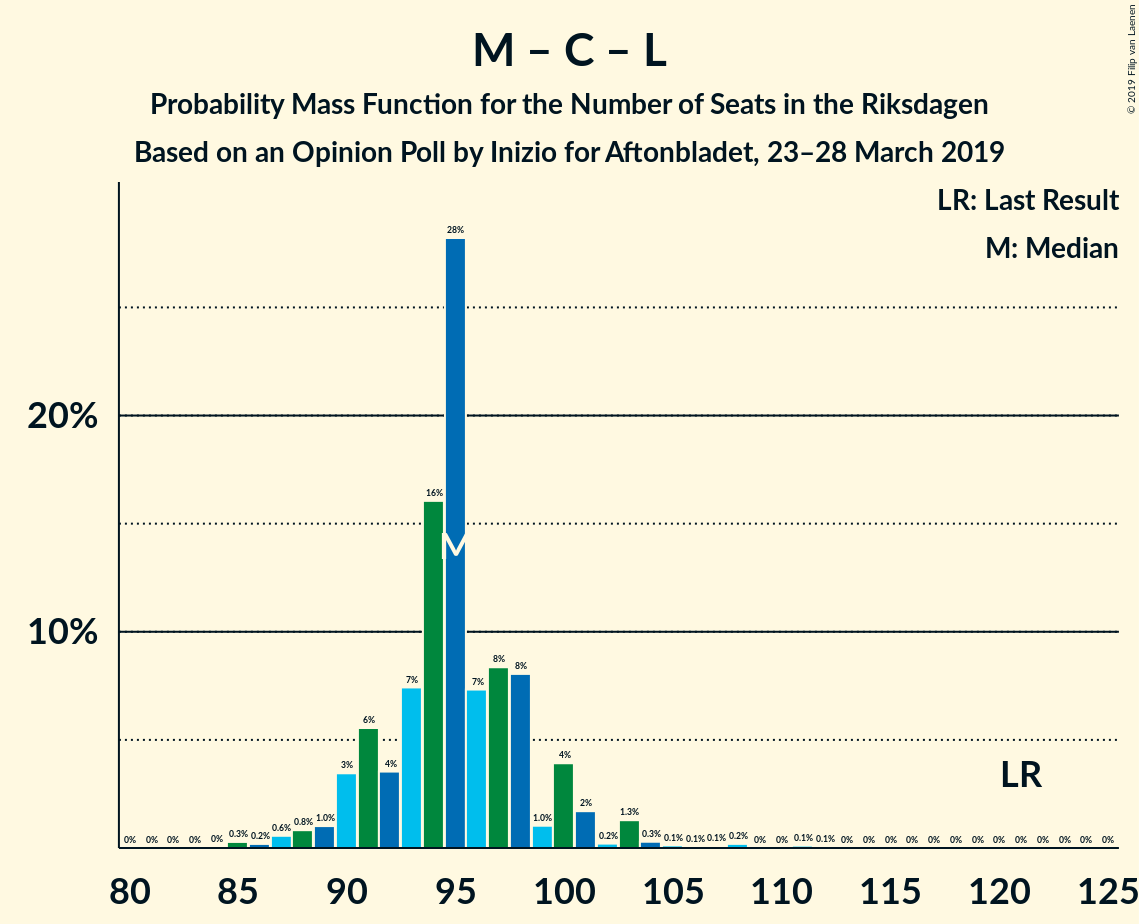 M – C – L
Probability Mass Function for the Number of Seats in the Riksdagen
Based on an Opinion Poll by Inizio for Aftonbladet, 23–28 March 2019
© 2019 Filip van Laenen
LR: Last Result
M: Median
20%
10%
0% 0% 0% 0% 0% 0.3% 0.2% 0.6% 0.8% 1.0% 3% 6% 4% 7% 16% 28% 7% 8% 8% 1.0% 4% 2% 0.2% 1.3% 0.3% 0.1% 0.1% 0.1% 0.2% 0% 0% 0.1% 0.1% 0% 0% 0% 0% 0% 0% 0% 0% 0% 0% 0% 0% 0%
M
LR
80 85 90 95 100 105 110 115 120 125